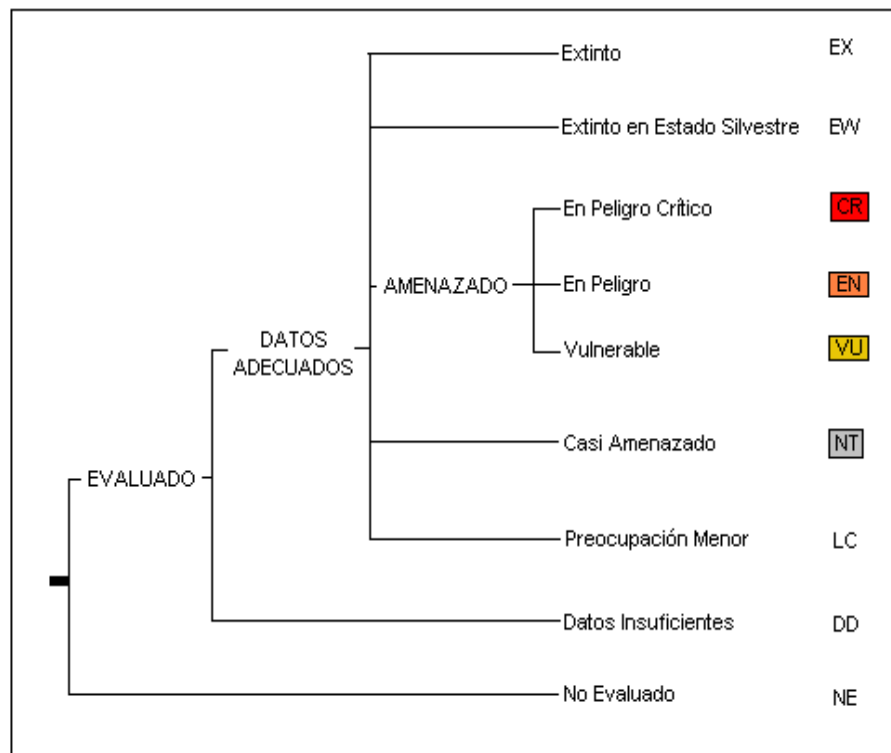 Extinto EX
Extinto en Estado Silvestre EW
En Peligro Crítico CR
AMENAZADO En Peligro EN
DATOS
ADECUADOS
Vulnerable VU
Casi Amenazado NT
EVALUADO
Preocupación Menor LC
Datos Insuficientes DD
No Evaluado NE